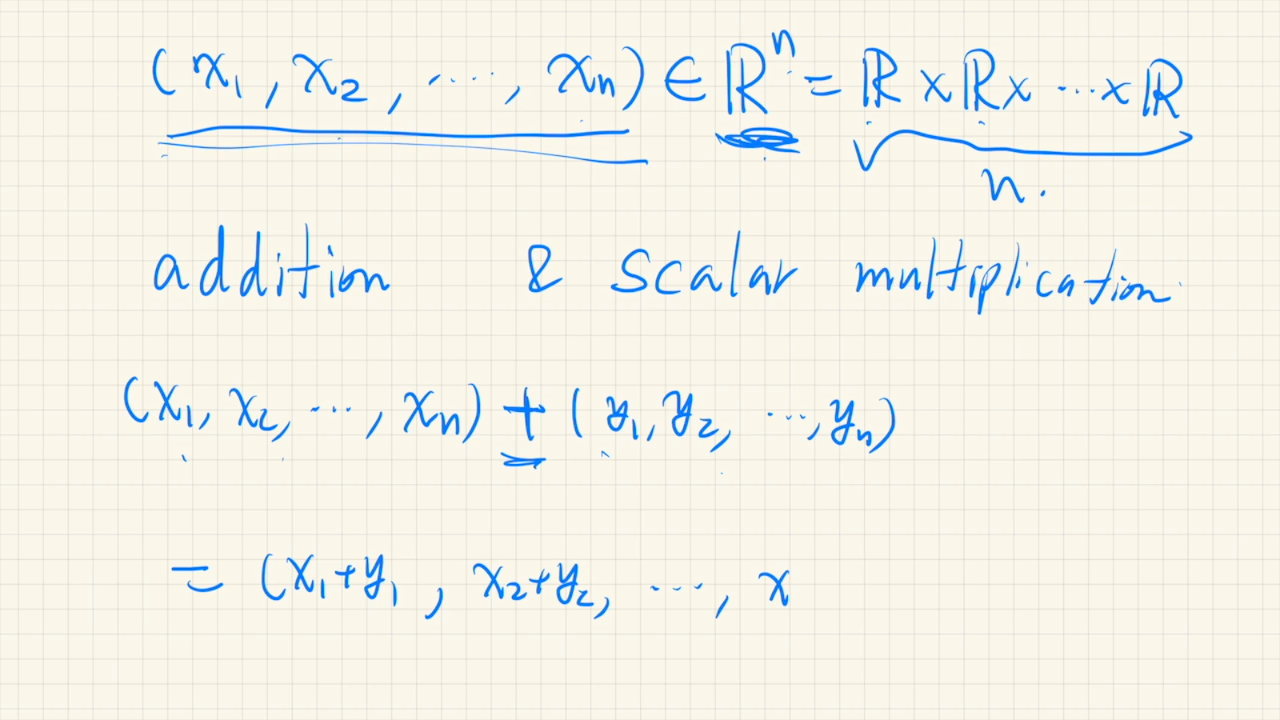 (x₁, x₂, ..., xₙ) ∈ ℝⁿ = ℝ × ℝ × ... × ℝ
n.
addition & scalar multiplication.
(x₁, x₂, ..., xₙ) + (y₁, y₂, ..., yₙ)
= (x₁+y₁, x₂+y₂, ..., x